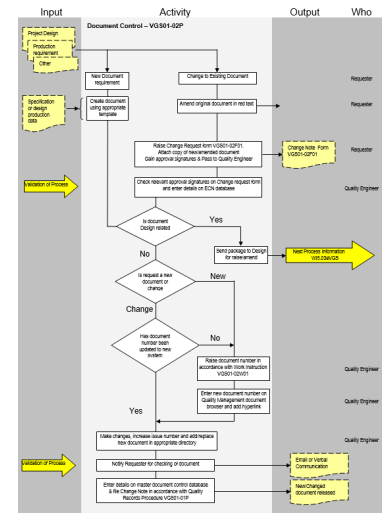 Input
Activity
Output
Who
Document Control – VGS01-02P
Project Design
Production
requirement
Other
New Document
requirement
Change to Existing Document
Requester
Specification
or design
production
data
Create document
using appropriate
template
Amend original document in red text
Requester
Raise Change Request form VGS01-02F01.
Attach copy of new/amended document
Gain approval signatures & Pass to Quality Engineer
Change Note Form
VGS01-02F01
Requester
Validation of Process
Check relevant approval signatures on Change request form
and enter details on ECN database
Quality Engineer
Is document
Design related
Yes
Send package to Design
for raise/amend
Next Process Information
No
Is request a new
document or
change
New
Change
Has document
number been
updated to new
system
No
Raise document number in
accordance with Work Instruction
VGS01-02W01
Quality Engineer
Enter new document number on
Quality Management document
browser and add hyperlink
Quality Engineer
Yes
Make changes, increase issue number and add/replace
new document in appropriate directory
Quality Engineer
Validation of Process
Notify Requester for checking of document
Email or Verbal
Communication
Enter details on master document control database
& File Change Note in accordance with Quality
Records Procedure VGS01-01P
New/Changed
document released